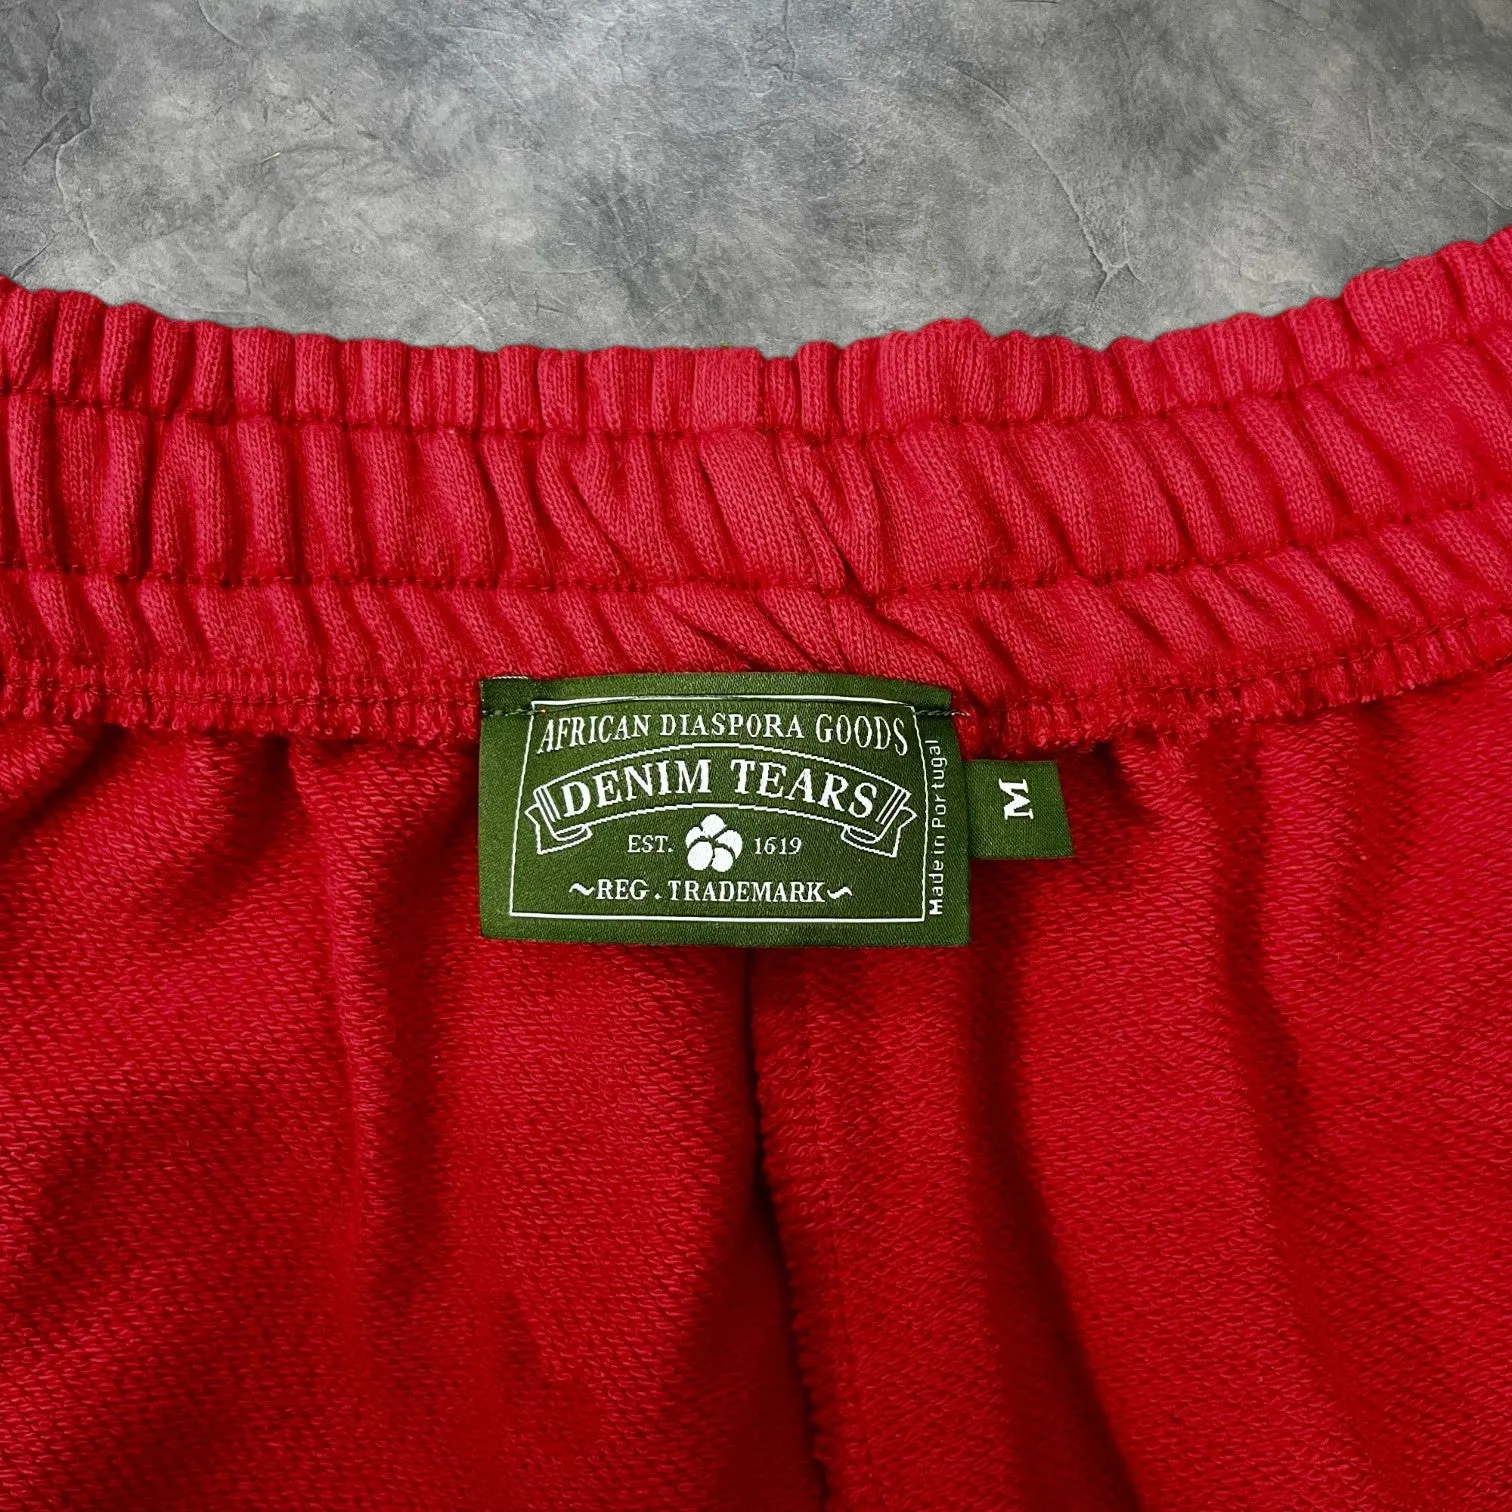 AFRICAN DIASPORA GOODS
DENIM TEARS
EST. 1619
~REG . TRADEMARK~
Made in Portugal
M